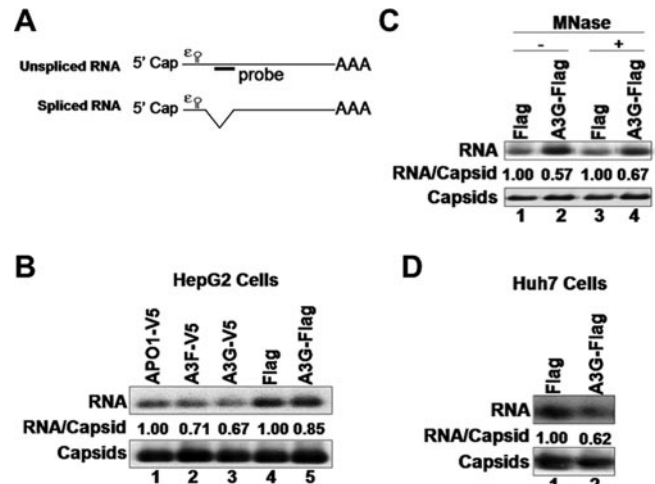 A
ε
Unspliced RNA 5' Cap AAA
probe
ε
Spliced RNA 5' Cap AAA
B
HepG2 Cells
APO1-V5 A3F-V5 A3G-V5 Flag A3G-Flag
RNA
RNA/Capsid 1.00 0.71 0.67 1.00 0.85
Capsids
1 2 3 4 5
C
MNase
- +
Flag A3G-Flag Flag A3G-Flag
RNA
RNA/Capsid 1.00 0.57 1.00 0.67
Capsids
1 2 3 4
D
Huh7 Cells
Flag A3G-Flag
RNA
RNA/Capsid 1.00 0.62
Capsids
1 2